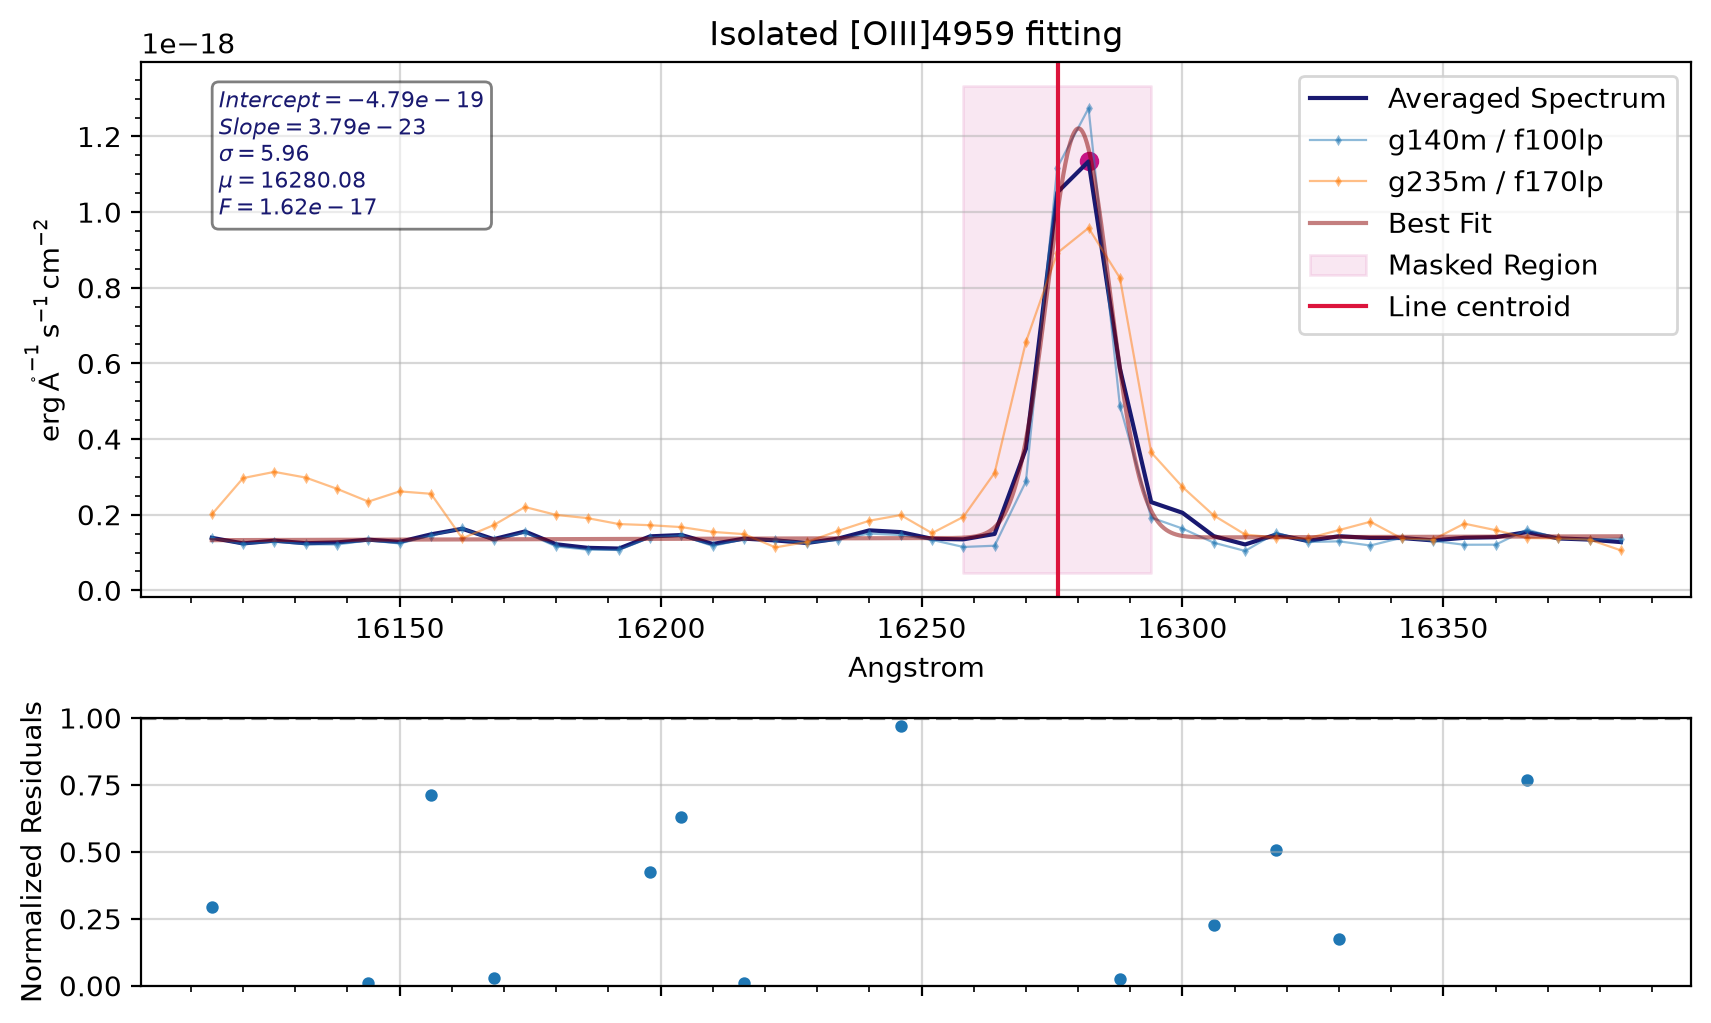 Isolated [OIII]4959 fitting
1e−18
Intercept = −4.79e − 19
Slope = 3.79e − 23
σ = 5.96
μ = 16280.08
F = 1.62e − 17
Averaged Spectrum
g140m / f100lp
g235m / f170lp
Best Fit
Masked Region
Line centroid
erg Å⁻¹ s⁻¹ cm⁻²
1.2
1.0
0.8
0.6
0.4
0.2
0.0
16150 16200 16250 16300 16350
Angstrom
Normalized Residuals
1.00
0.75
0.50
0.25
0.00